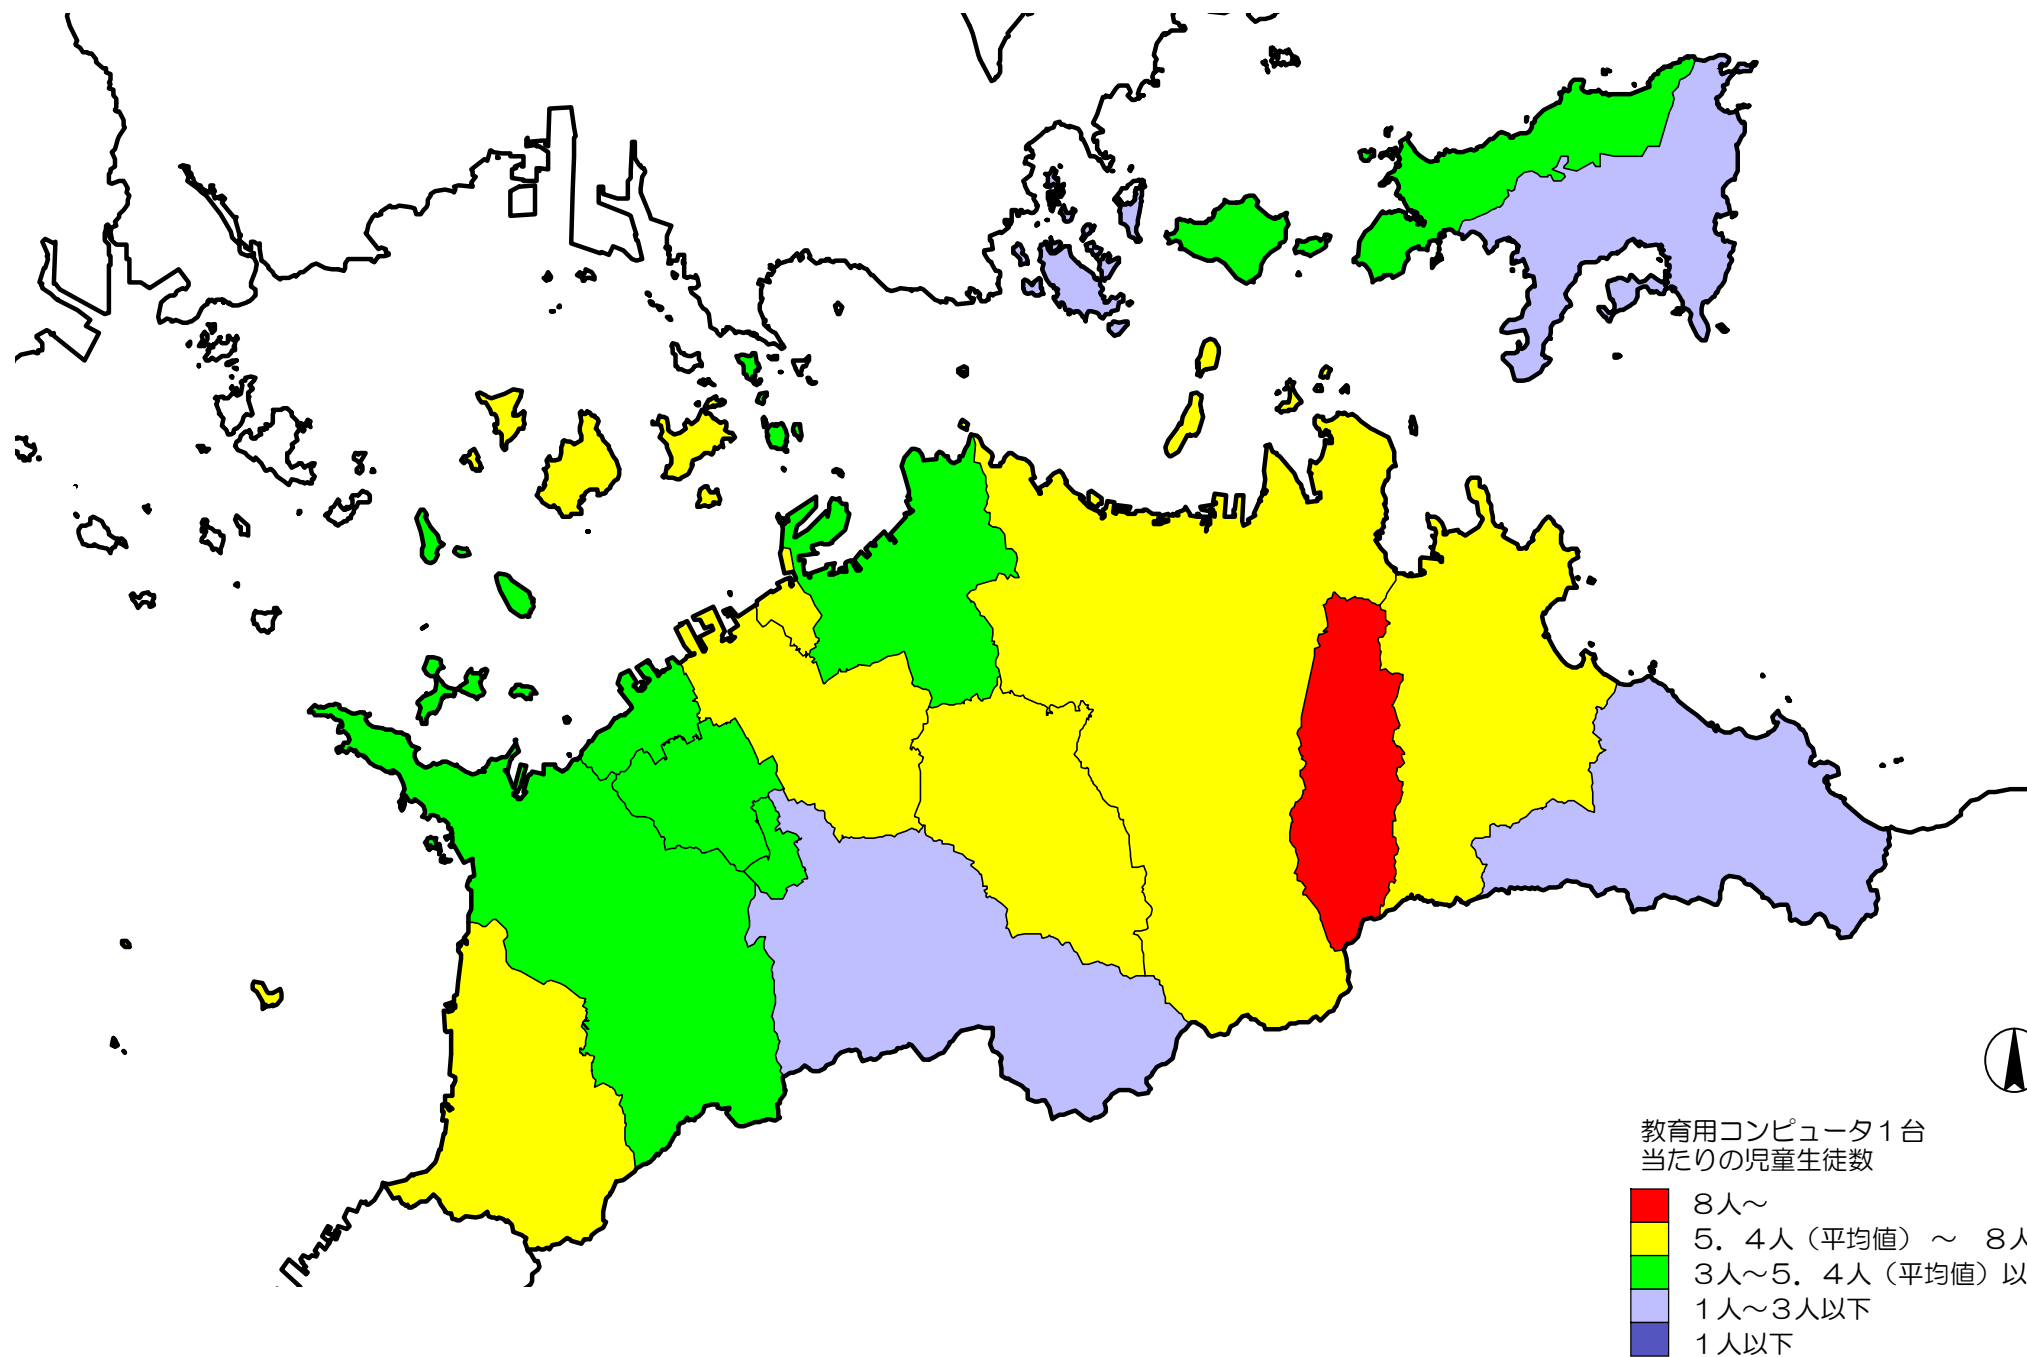 教育用コンピュータ１台
当たりの児童生徒数
８人～
５．４人（平均値）～　８人
３人～５．４人（平均値）以
１人～３人以下
１人以下